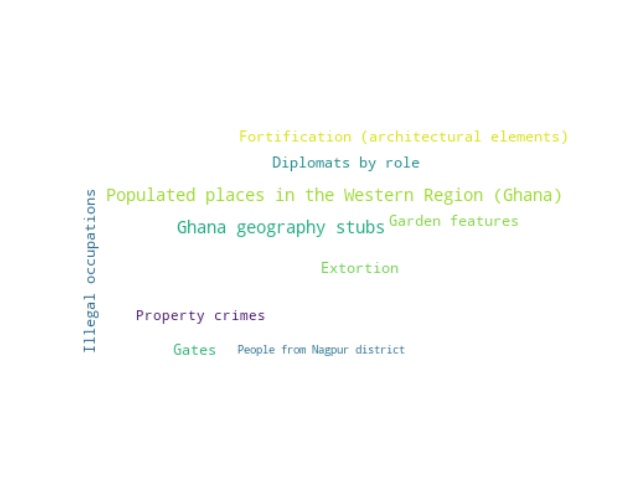 Fortification (architectural elements)
Diplomats by role
Populated places in the Western Region (Ghana)
Garden features
Ghana geography stubs
Extortion
Illegal occupations
Property crimes
Gates
People from Nagpur district